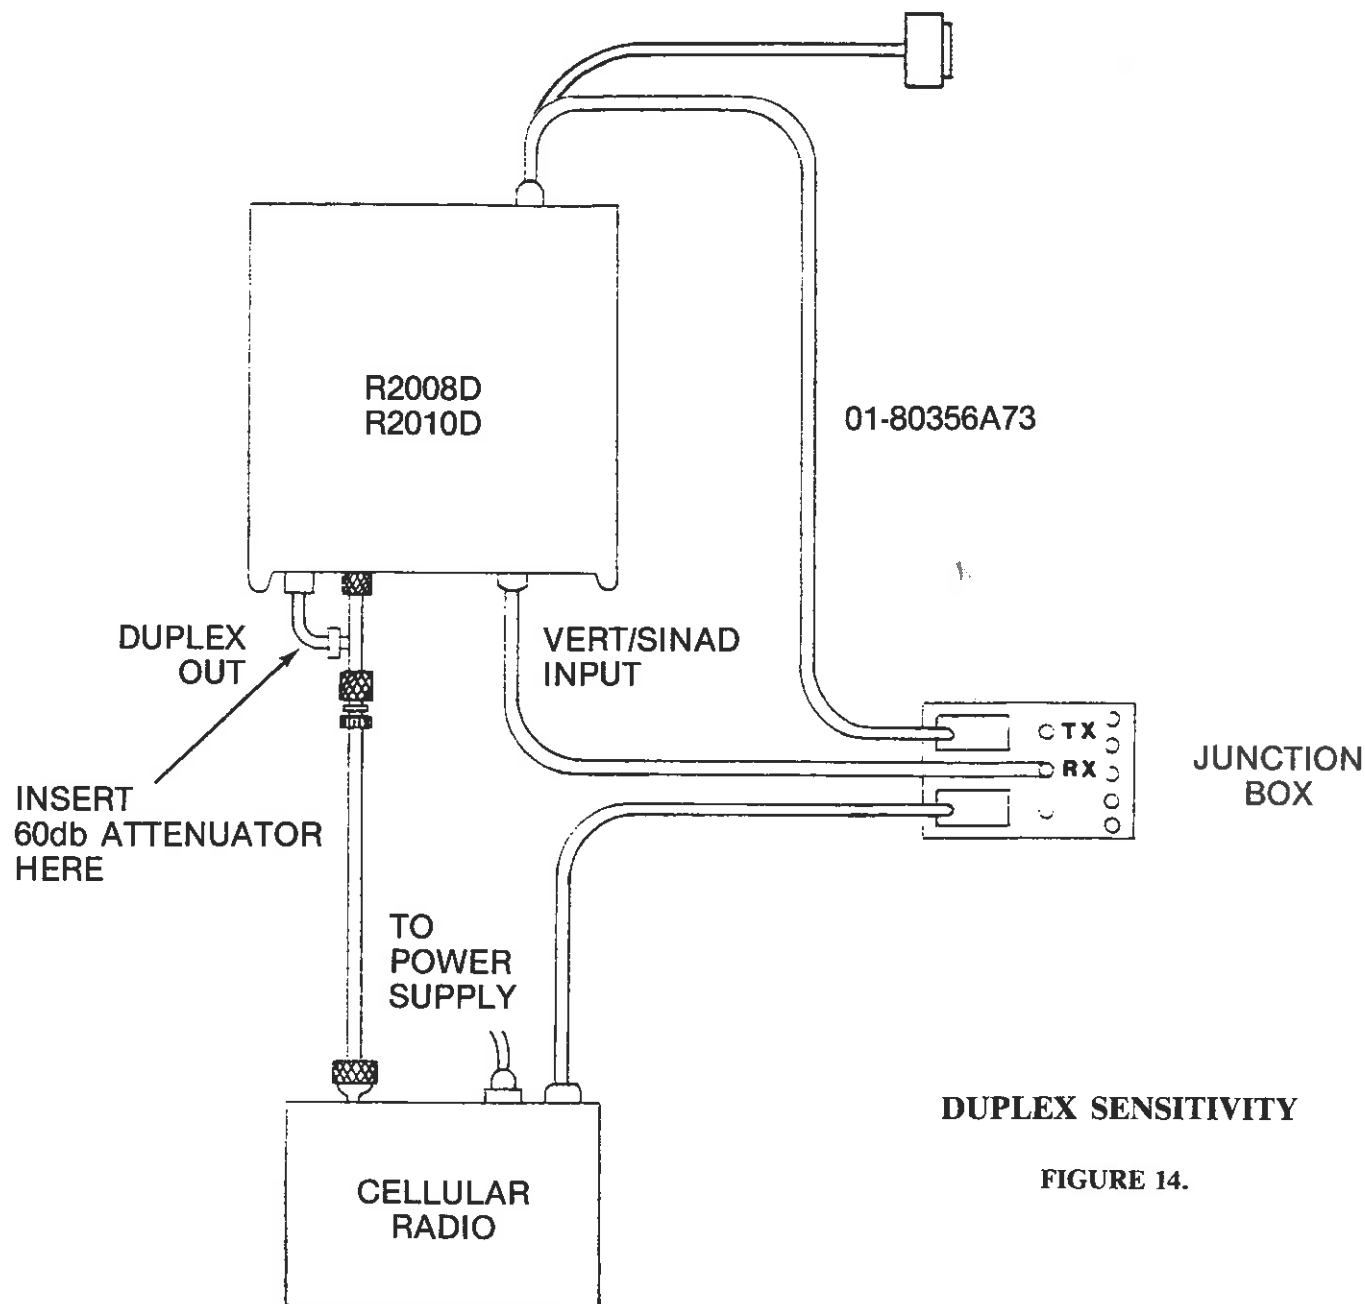 R2008D
R2010D
01-80356A73
DUPLEX
OUT
VERT/SINAD
INPUT
TX
RX
JUNCTION
BOX
INSERT
60db ATTENUATOR
HERE
TO
POWER
SUPPLY
CELLULAR
RADIO
DUPLEX SENSITIVITY
FIGURE 14.